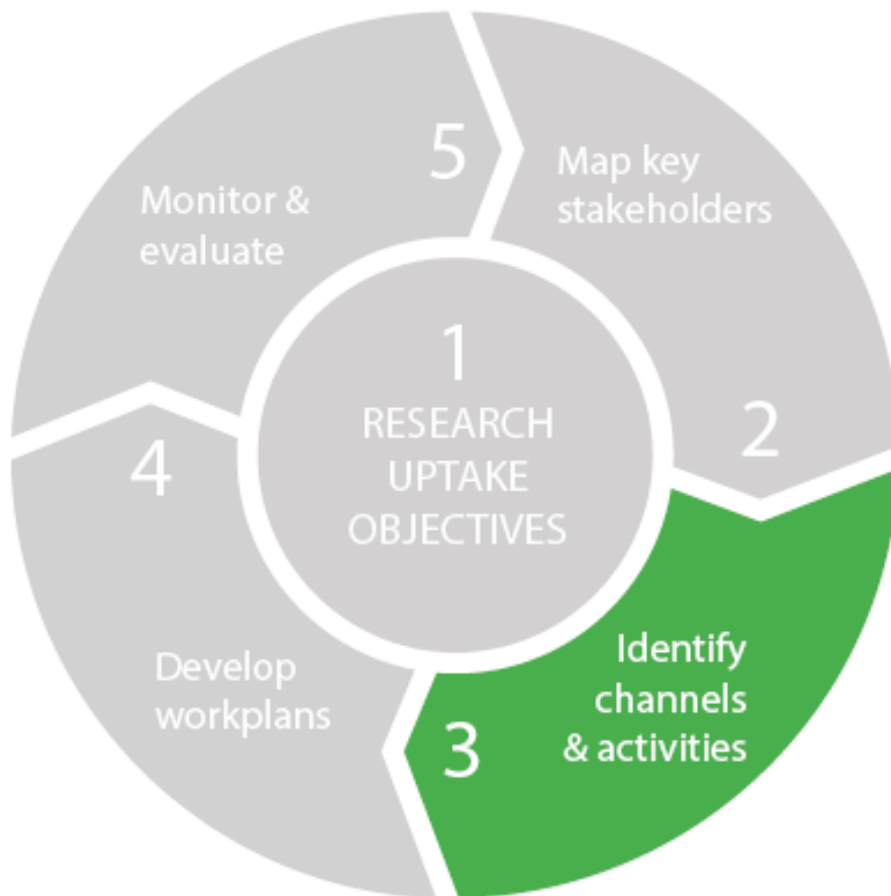 1
RESEARCH
UPTAKE
OBJECTIVES
Map key
stakeholders
2
Identify
channels
& activities
3
Develop
workplans
4
Monitor &
evaluate
5